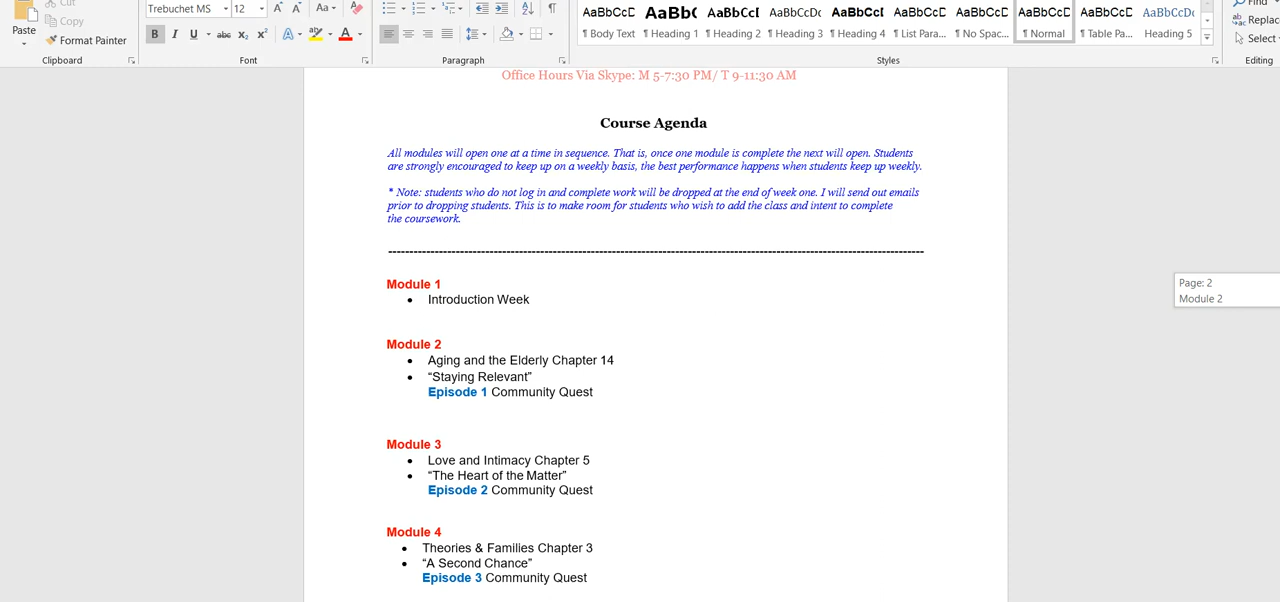 Cut
Trebuchet MS 12 Aa
AaBbCcD AaBb( AaBbCcl AaBbCcDc AaBbCcl AaBbCcD AaBbCcD AaBbCcD AaBbCcD AaBbCcDc
Find
Paste Copy
Replac
Format Painter
B I U abc X₂ X² A aby A
¶ Body Text ¶ Heading 1 ¶ Heading 2 ¶ Heading 3 ¶ Heading 4 ¶ List Para... ¶ No Spac... ¶ Normal ¶ Table Pa... Heading 5
Select
Clipboard Font Paragraph Styles Editing
Office Hours Via Skype: M 5-7:30 PM/ T 9-11:30 AM
Course Agenda
All modules will open one at a time in sequence. That is, once one module is complete the next will open. Students
are strongly encouraged to keep up on a weekly basis, the best performance happens when students keep up weekly.
* Note: students who do not log in and complete work will be dropped at the end of week one. I will send out emails
prior to dropping students. This is to make room for students who wish to add the class and intent to complete
the coursework.
Module 1
• Introduction Week
Page: 2
Module 2
Module 2
• Aging and the Elderly Chapter 14
• “Staying Relevant”
Episode 1 Community Quest
Module 3
• Love and Intimacy Chapter 5
• “The Heart of the Matter”
Episode 2 Community Quest
Module 4
• Theories & Families Chapter 3
• “A Second Chance”
Episode 3 Community Quest